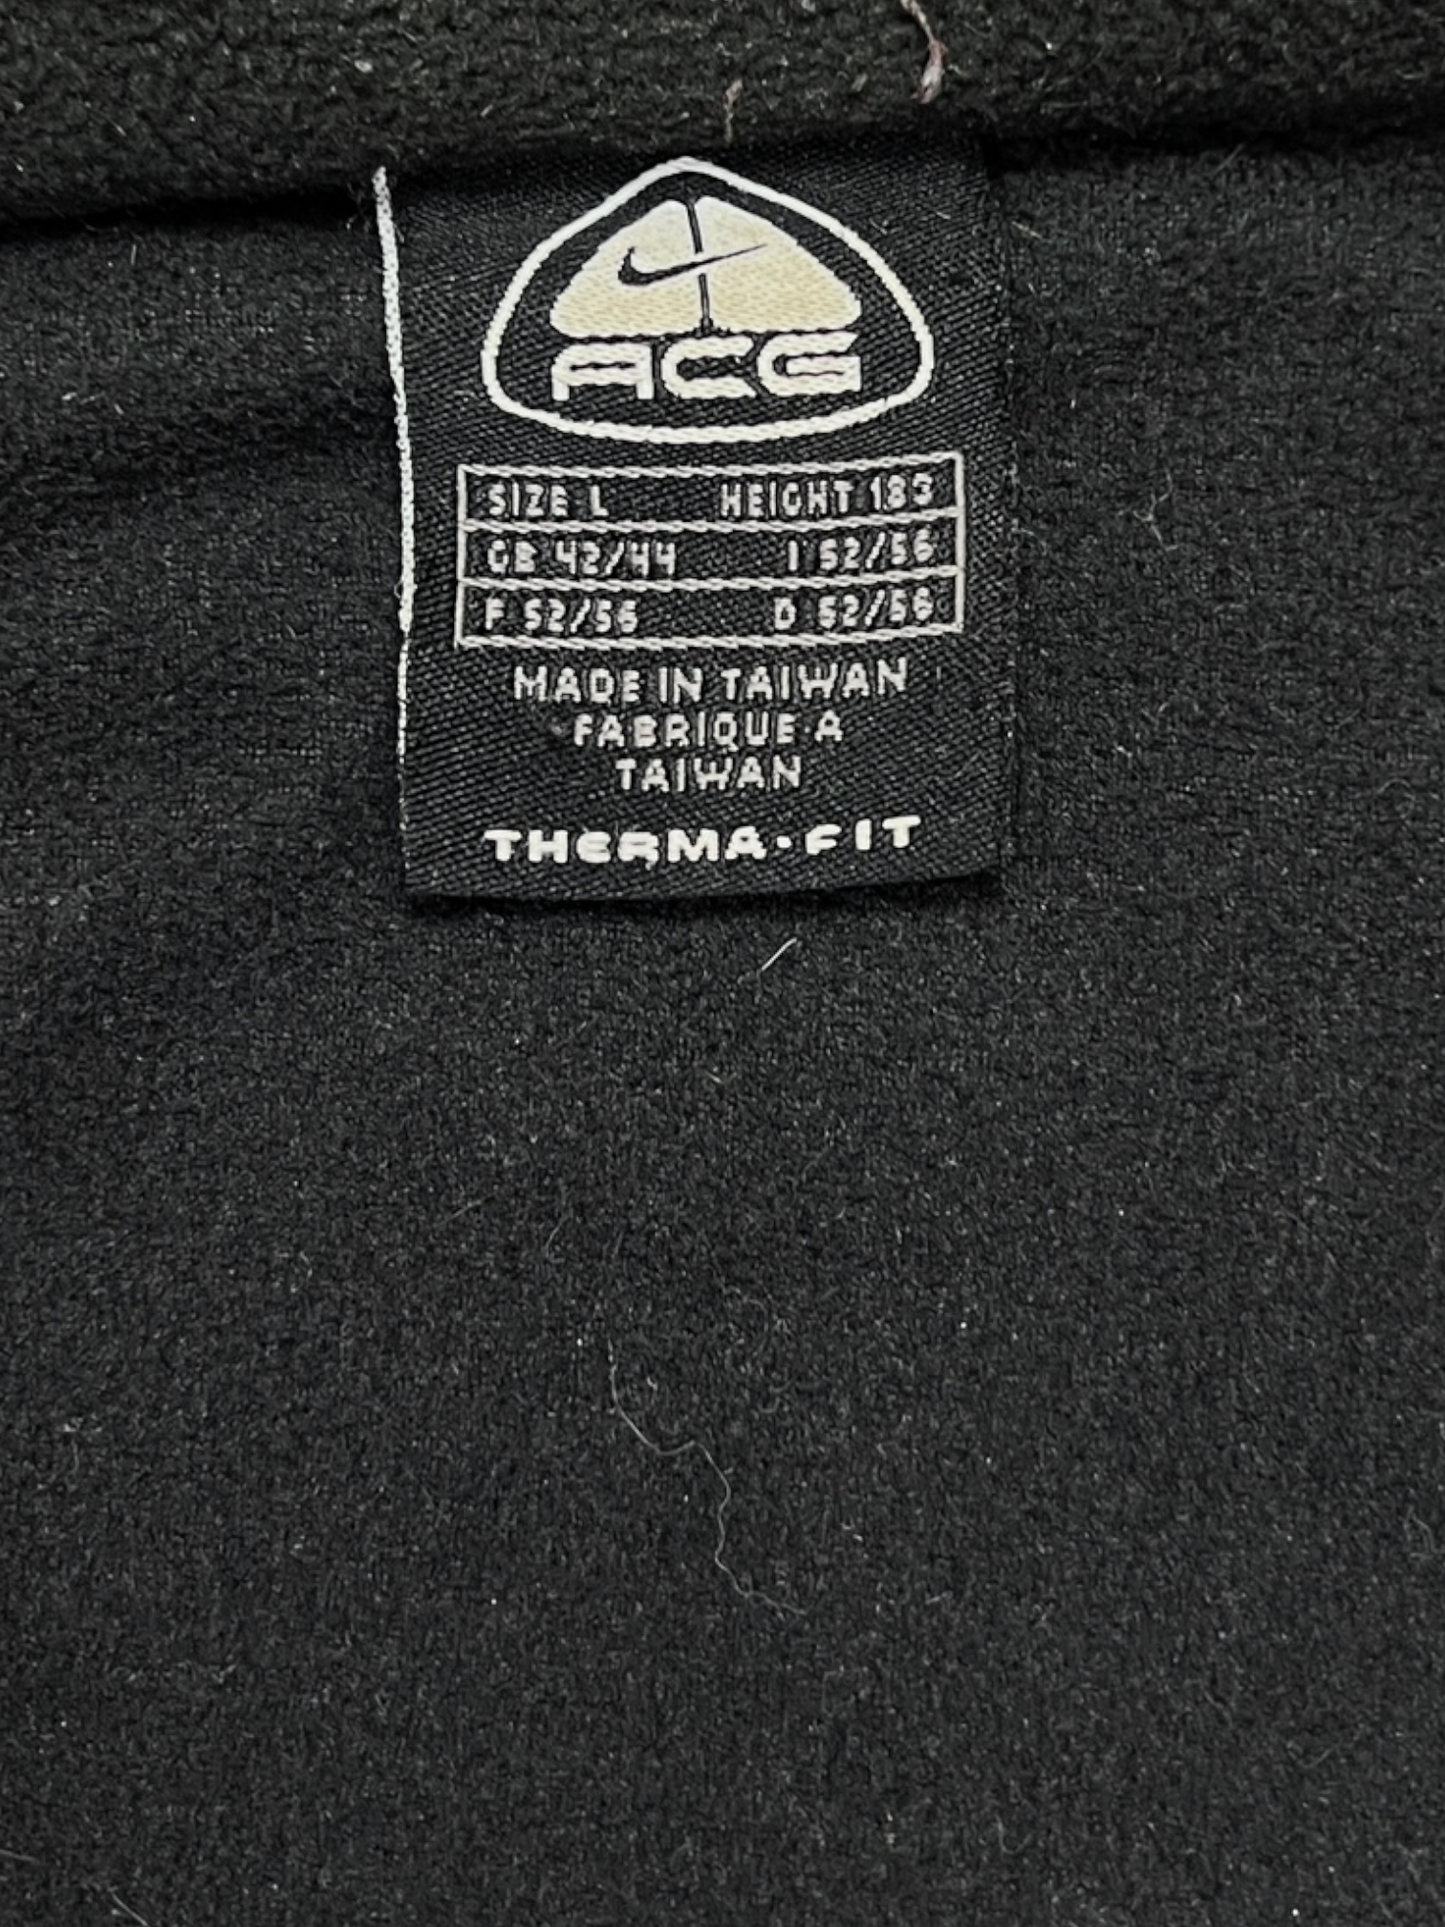 ACG
SIZE L HEIGHT 183
GB 42/44 I 52/56
F 52/56 D 52/56
MADE IN TAIWAN
FABRIQUE A
TAIWAN
THERMA·FIT